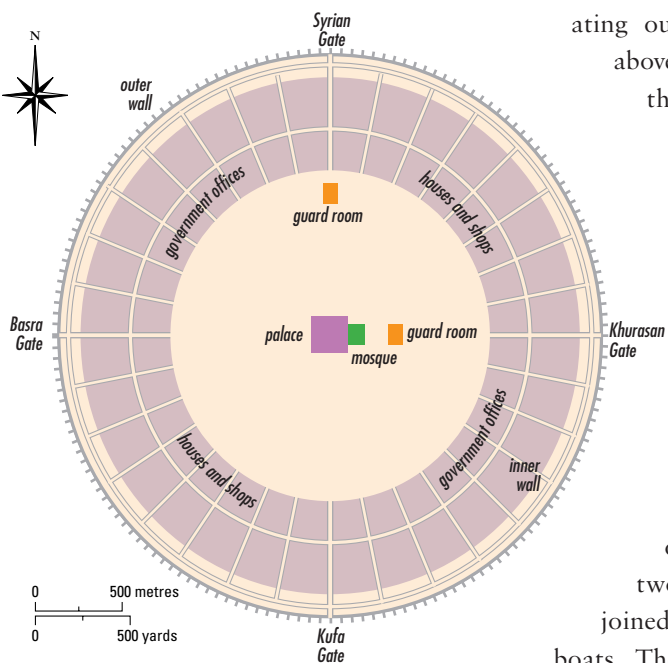 Syrian
Gate
ating ou
above
th
N
outer
wall
government offices
houses and shops
guard room
Basra
Gate
palace
mosque
guard room
Khurasan
Gate
houses and shops
government offices
inner
wall
0 500 metres
0 500 yards
Kufa
Gate
two
joined
boats. Th